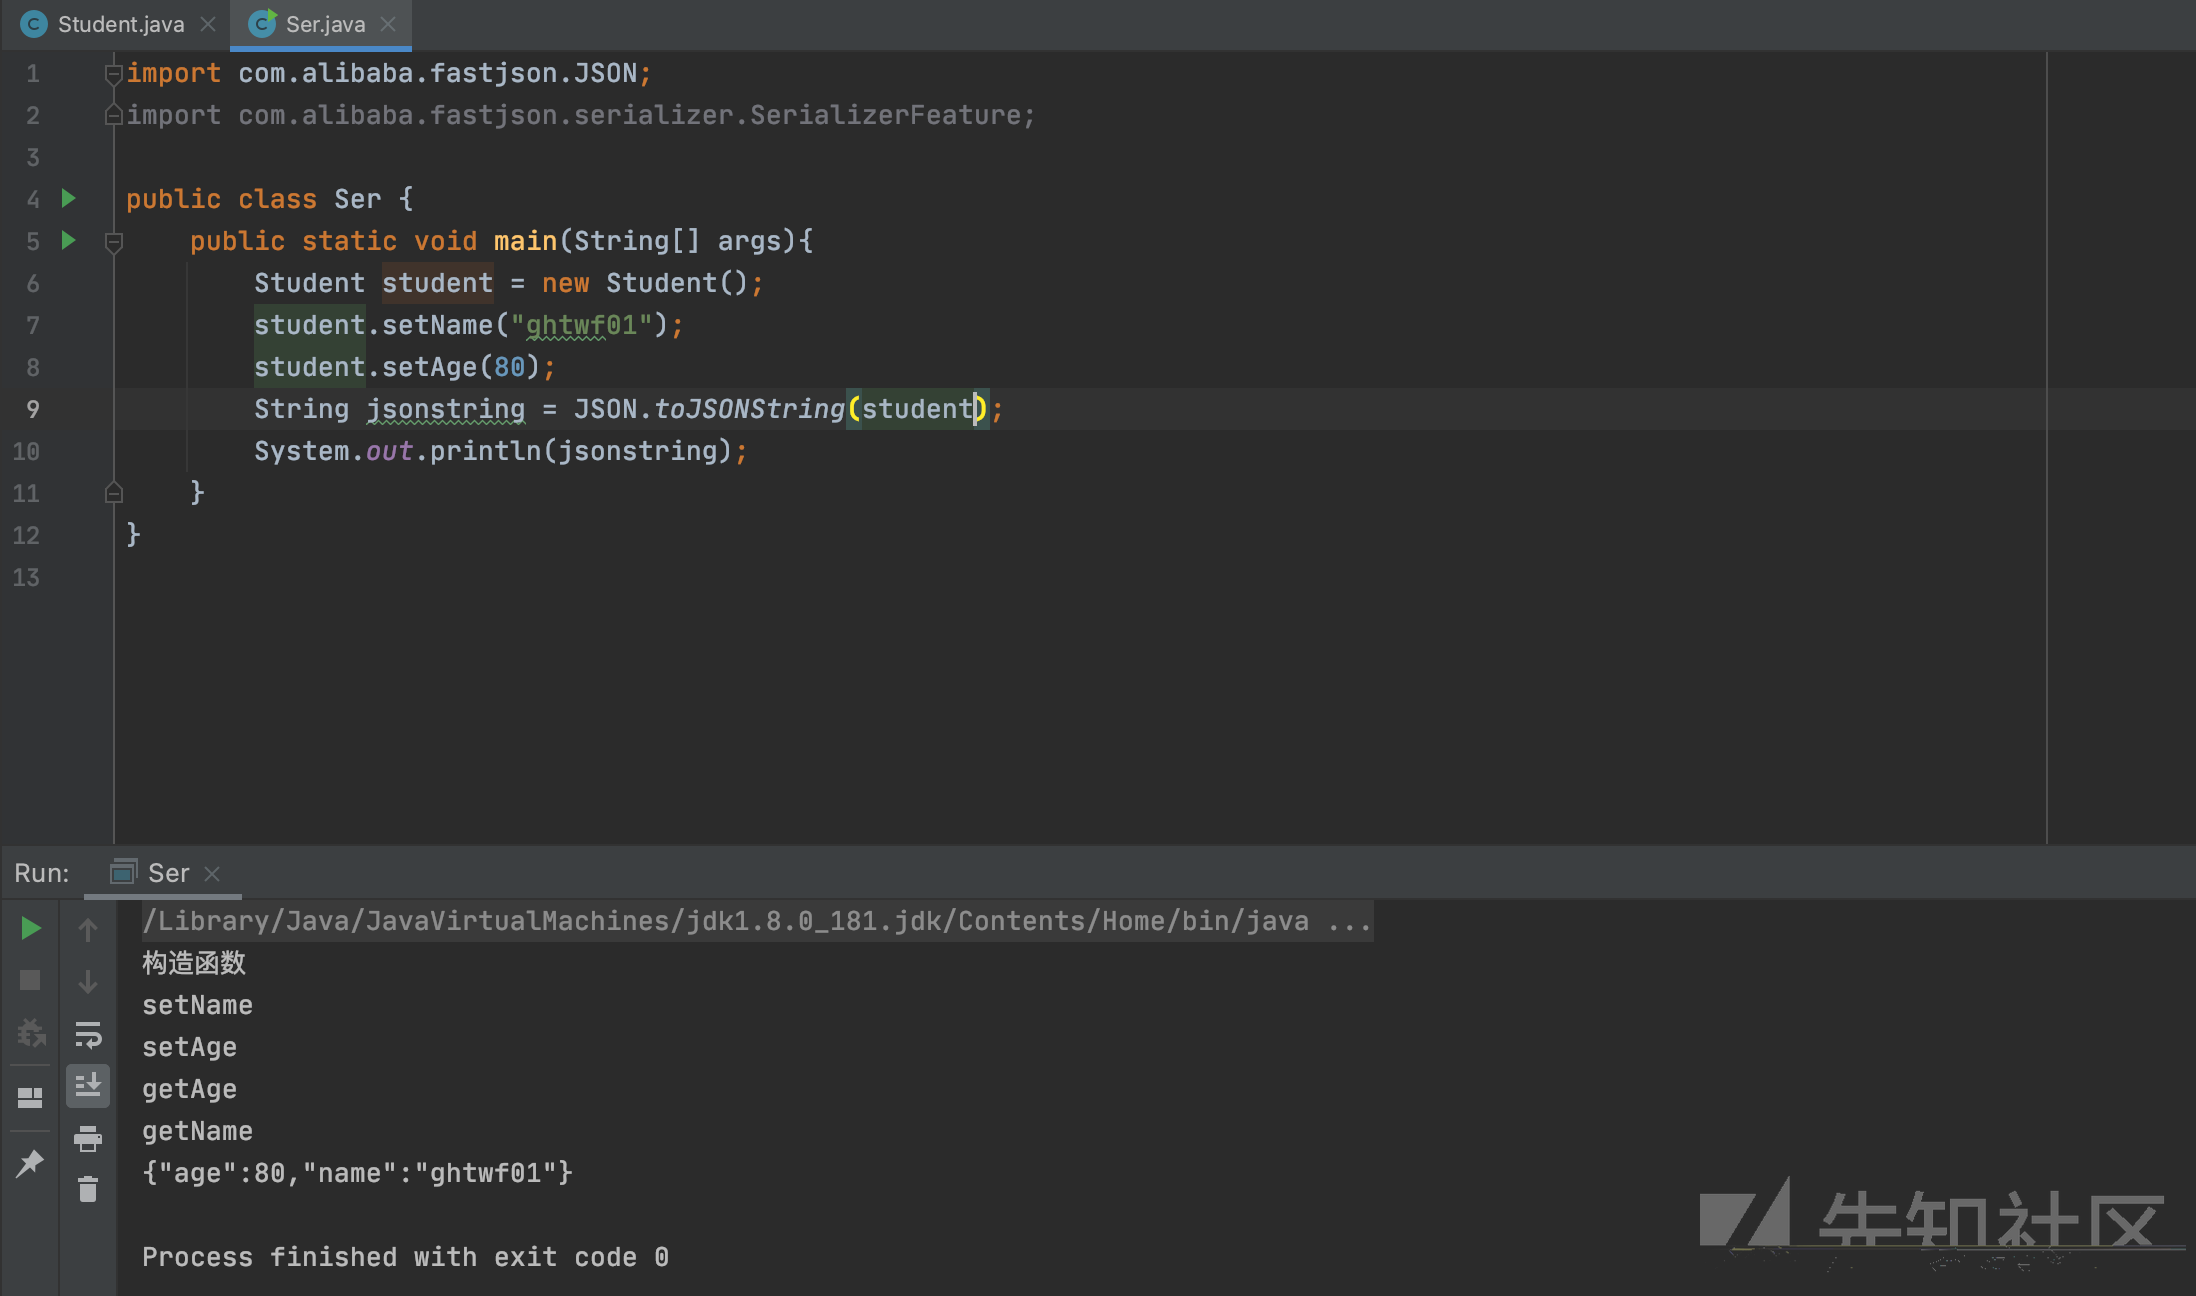 Student.java
Ser.java
1 import com.alibaba.fastjson.JSON;
2 import com.alibaba.fastjson.serializer.SerializerFeature;
3
4 public class Ser {
5 public static void main(String[] args){
6 Student student = new Student();
7 student.setName("ghtwf01");
8 student.setAge(80);
9 String jsonstring = JSON.toJSONString(student);
10 System.out.println(jsonstring);
11 }
12 }
13
Run: Ser
/Library/Java/JavaVirtualMachines/jdk1.8.0_181.jdk/Contents/Home/bin/java ...
构造函数
setName
setAge
getAge
getName
{"age":80,"name":"ghtwf01"}
Process finished with exit code 0
先知社区